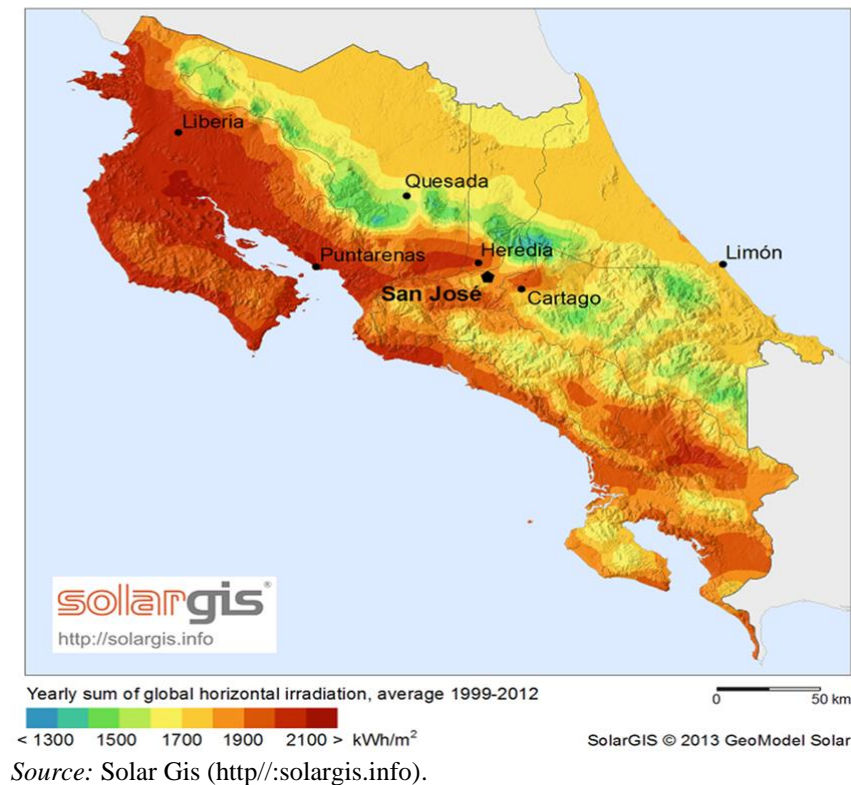 Liberia
Quesada
Puntarenas
Heredia
Limón
San José
Cartago
solargis®
http://solargis.info
Yearly sum of global horizontal irradiation, average 1999-2012
0 50 km
< 1300 1500 1700 1900 2100 > kWh/m²
SolarGIS © 2013 GeoModel Solar
Source: Solar Gis (http//:solargis.info).